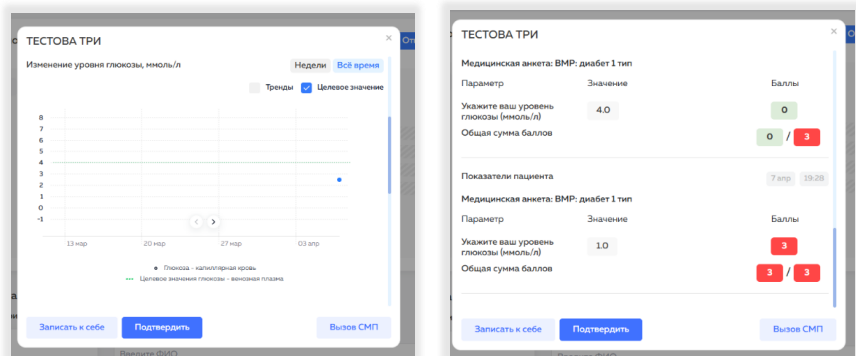 ТЕСТОВА ТРИ
Изменение уровня глюкозы, ммоль/л
Недели
Всё время
Тренды
Целевое значение
8
7
6
5
4
3
2
1
0
-1
13 мар
20 мар
27 мар
03 апр
Глюкоза - капиллярная кровь
Целевое значения глюкозы - венозная плазма
Записать к себе
Подтвердить
Вызов СМП
Введите ФИО
ТЕСТОВА ТРИ
Медицинская анкета: ВМР: диабет 1 тип
Параметр Значение Баллы
Укажите ваш уровень
глюкозы (ммоль/л)
4.0
0
Общая сумма баллов
0 / 3
Показатели пациента
7 апр 19:28
Медицинская анкета: ВМР: диабет 1 тип
Параметр Значение Баллы
Укажите ваш уровень
глюкозы (ммоль/л)
1.0
3
Общая сумма баллов
3 / 3
Записать к себе
Подтвердить
Вызов СМП